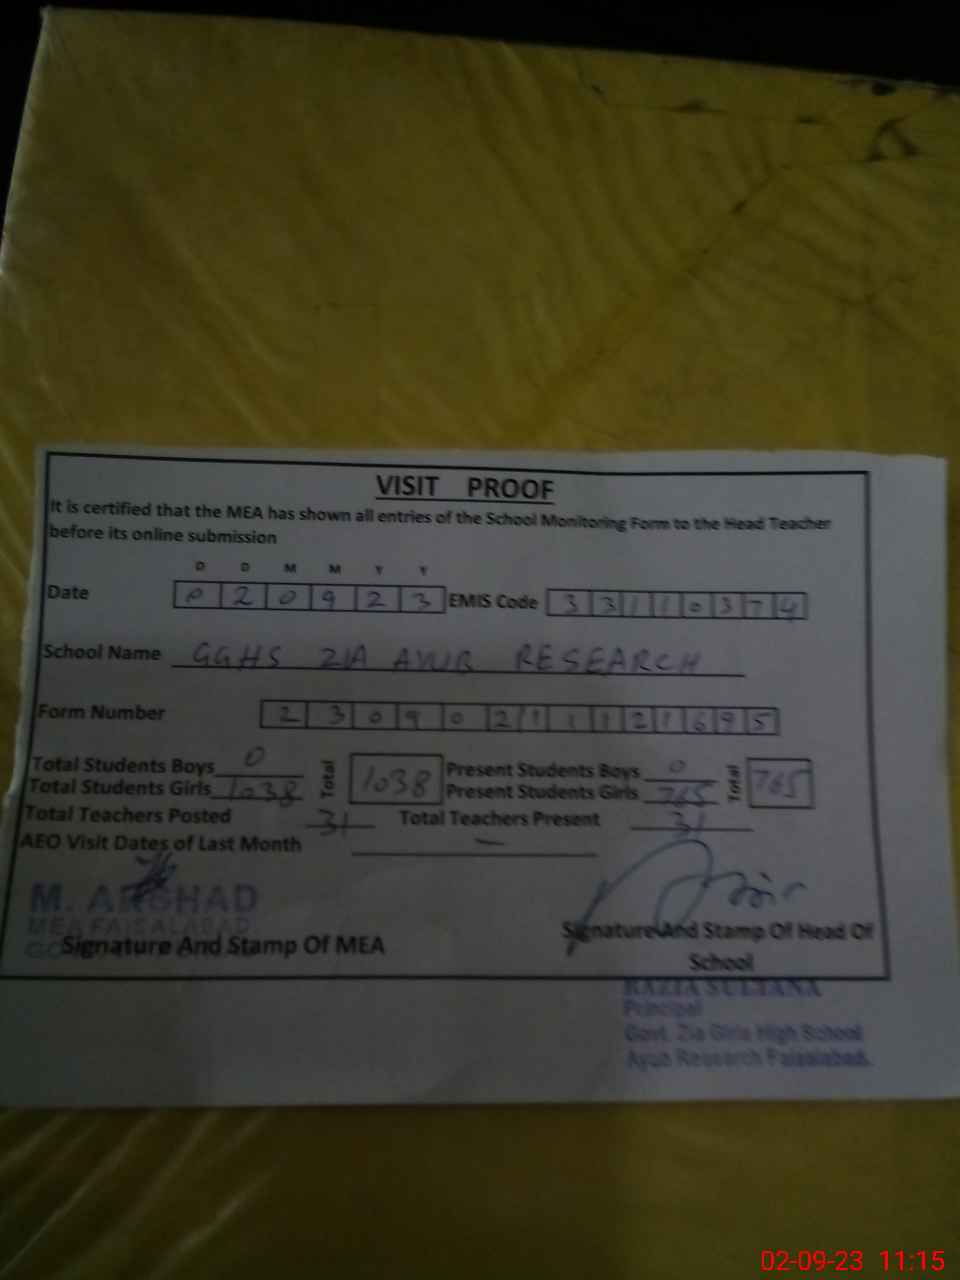 VISIT PROOF
It is certified that the MEA has shown all entries of the School Monitoring Form to the Head Teacher
before its online submission
D D M M Y Y
Date 0 2 0 9 2 3 EMIS Code 3 3 1 1 0 3 7 4
School Name GGHS ZIA AYUB RESEARCH
Form Number 2 3 0 9 0 2 1 1 1 2 1 6 9 5
Total Students Boys 0 Total 1038 Present Students Boys 0 Total 765
Total Students Girls 1038 Present Students Girls 765
Total Teachers Posted 31 Total Teachers Present 31
AEO Visit Dates of Last Month —
M. ARSHAD
MEA FAISALABAD
Signature And Stamp Of MEA
Signature And Stamp Of Head Of
School
RAZIA SULTANA
Principal
Govt. Zia Girls High School
Ayub Research Faisalabad.
02-09-23 11:15